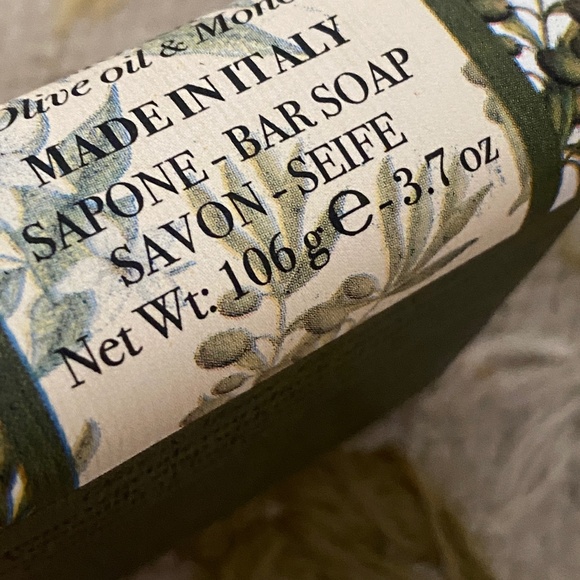 Olive oil &
MADE IN ITALY
SAPONE - BAR SOAP
SAVON - SEIFE
Net Wt: 106 g e - 3.7 oz